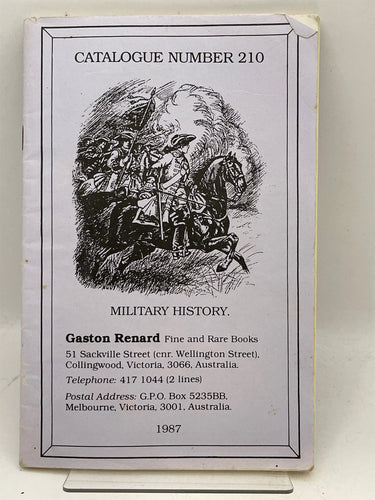 CATALOGUE NUMBER 210
MILITARY HISTORY.
Gaston Renard Fine and Rare Books
51 Sackville Street (cnr. Wellington Street),
Collingwood, Victoria, 3066, Australia.
Telephone: 417 1044 (2 lines)
Postal Address: G.P.O. Box 5235BB,
Melbourne, Victoria, 3001, Australia.
1987